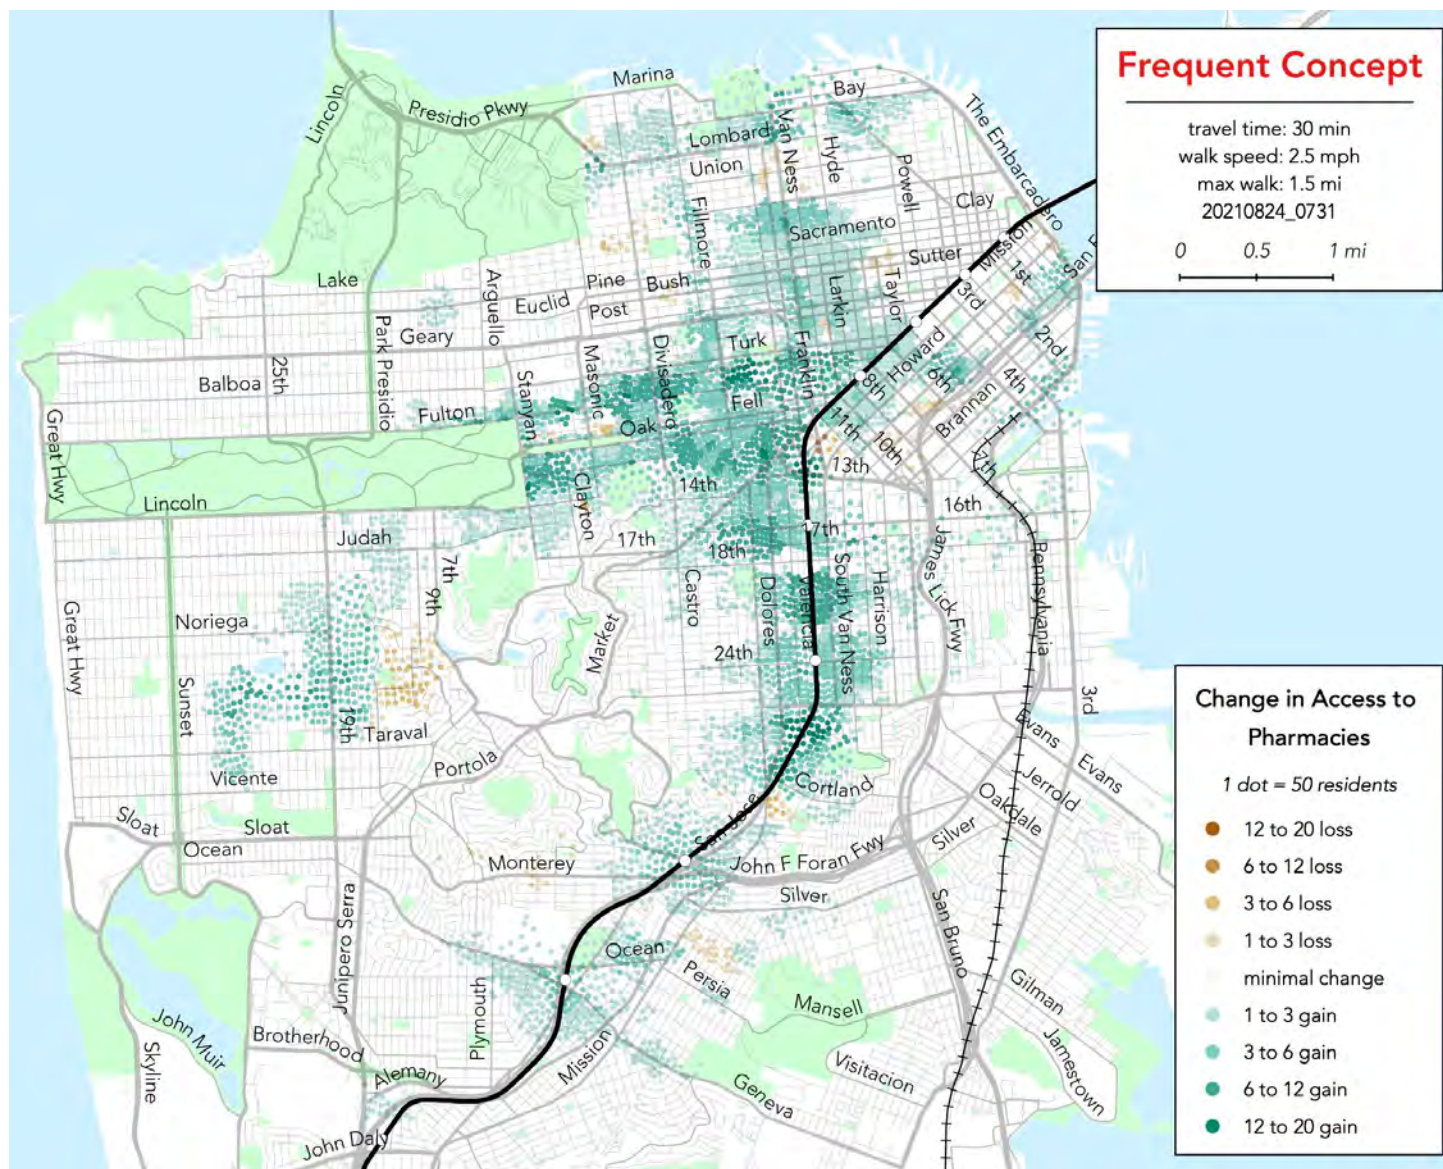 Frequent Concept
travel time: 30 min
walk speed: 2.5 mph
max walk: 1.5 mi
20210824_0731
0 0.5 1 mi
Marina
Bay
Presidio Pkwy
Lincoln
Lombard
Van Ness
Hyde
The Embarcadero
Union
Powell
Clay
Fillmore
Sacramento
Mission
Sutter
1st
San F
Lake
Arguello
Pine
Bush
Larkin
Taylor
3rd
Euclid
Post
Geary
Park Presidio
Turk
Franklin
Howard
2nd
25th
Balboa
Stanyan
Masonic
Divisadero
8th
6th
4th
Fulton
Fell
Brannan
Great Hwy
Oak
11th
10th
13th
7th
Clayton
14th
Lincoln
16th
Judah
17th
17th
18th
7th
9th
Castro
Dolores
Valencia
South Van Ness
Harrison
James Lick Fwy
Pennsylvania
Great Hwy
Noriega
Market
24th
Sunset
19th
Taraval
3rd
Evans
Vicente
Portola
Cortland
Evans
Jerrold
Oakdale
Sloat
Sloat
San Jose
Silver
Ocean
Monterey
John F Foran Fwy
Silver
Junipero Serra
San Bruno
Ocean
Persia
Plymouth
Mansell
Gilman
John Muir
Brotherhood
Skyline
Mission
Visitacion
Jamestown
Alemany
Geneva
John Daly
Change in Access to
Pharmacies
1 dot = 50 residents
12 to 20 loss
6 to 12 loss
3 to 6 loss
1 to 3 loss
minimal change
1 to 3 gain
3 to 6 gain
6 to 12 gain
12 to 20 gain